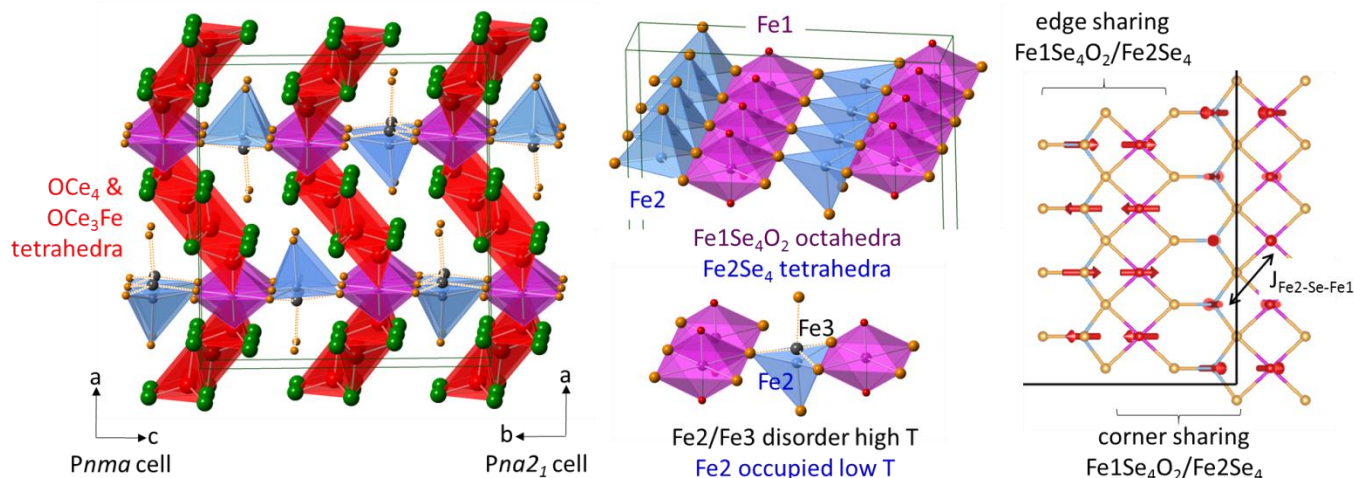 OCe4 &
OCe3Fe
tetrahedra
a
c
Pnma cell
a
b
Pna21 cell
Fe1
Fe2
Fe1Se4O2 octahedra
Fe2Se4 tetrahedra
Fe3
Fe2
Fe2/Fe3 disorder high T
Fe2 occupied low T
edge sharing
Fe1Se4O2/Fe2Se4
JFe2-Se-Fe1
corner sharing
Fe1Se4O2/Fe2Se4